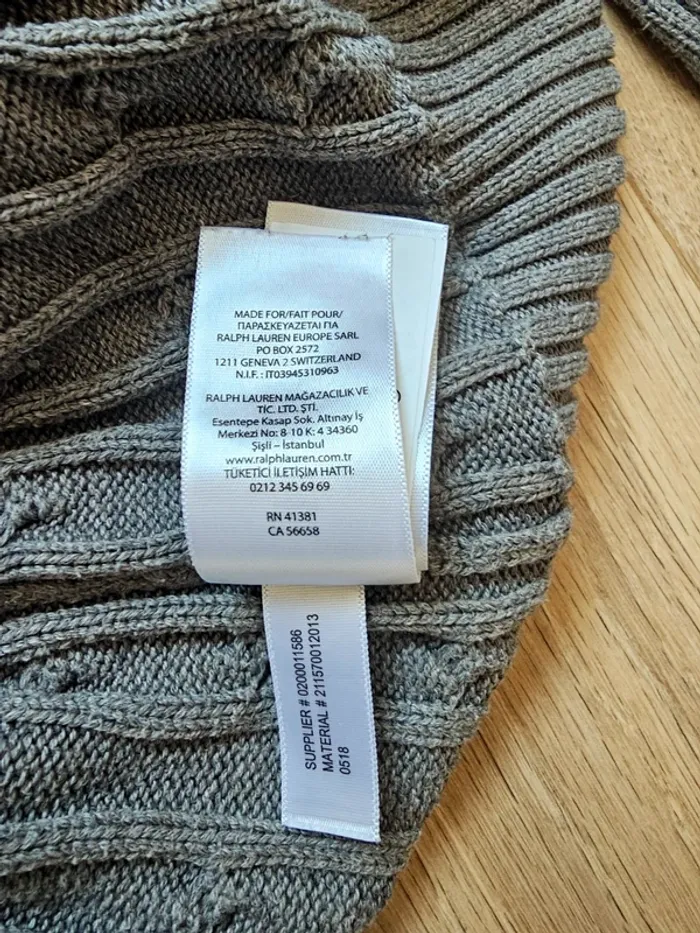 MADE FOR/FAIT POUR/
ΠΑΡΑΣΚΕΥΑΖΕΤΑΙ ΓΙΑ
RALPH LAUREN EUROPE SARL
PO BOX 2572
1211 GENEVA 2 SWITZERLAND
N.I.F. : IT03945310963
RALPH LAUREN MAĞAZACILIK VE
TİC. LTD. ŞTİ.
Esentepe Kasap Sok. Altınay İş
Merkezi No: 8-10 K: 4 34360
Şişli – İstanbul
www.ralphlauren.com.tr
TÜKETİCİ İLETİŞİM HATTI:
0212 345 69 69
RN 41381
CA 56658
SUPPLIER # 0200011586
MATERIAL # 211570012013
0518